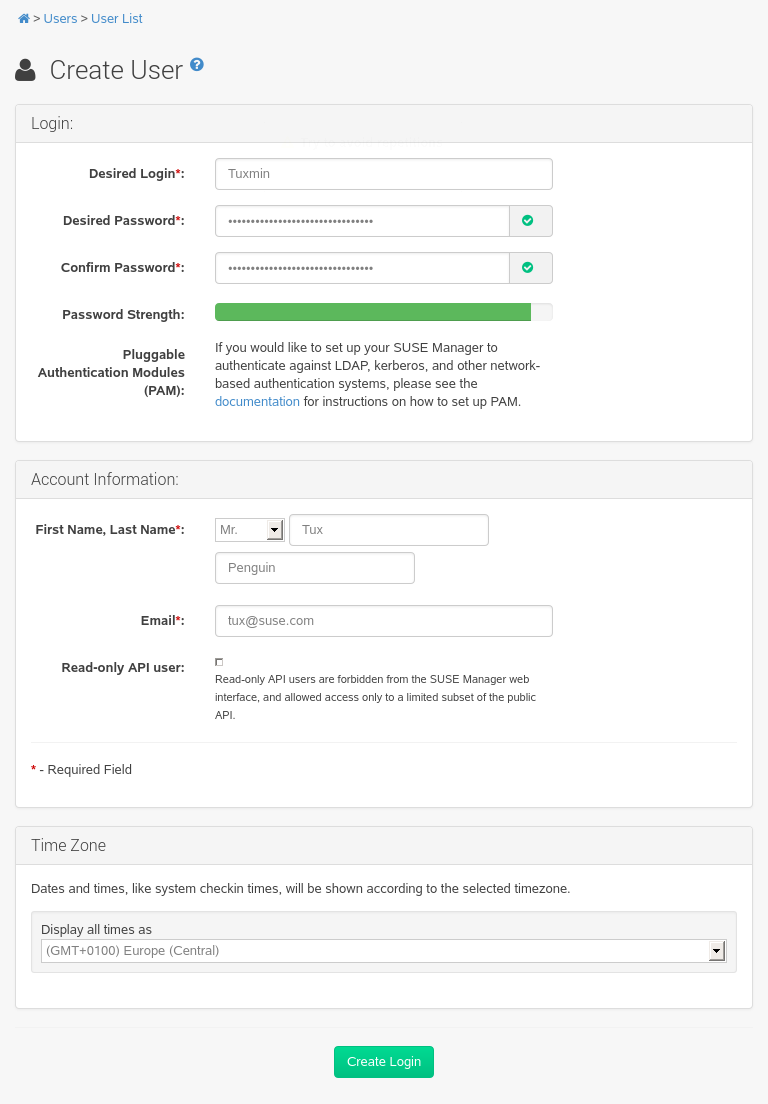 > Users > User List
Create User
Login:
Desired Login*:
Tuxmin
Desired Password*:
••••••••••••••••••••••••••••••••
Confirm Password*:
••••••••••••••••••••••••••••••••
Password Strength:
Pluggable
Authentication Modules
(PAM):
If you would like to set up your SUSE Manager to
authenticate against LDAP, kerberos, and other network-
based authentication systems, please see the
documentation for instructions on how to set up PAM.
Account Information:
First Name, Last Name*:
Mr.
Tux
Penguin
Email*:
tux@suse.com
Read-only API user:
Read-only API users are forbidden from the SUSE Manager web
interface, and allowed access only to a limited subset of the public
API.
* - Required Field
Time Zone
Dates and times, like system checkin times, will be shown according to the selected timezone.
Display all times as
(GMT+0100) Europe (Central)
Create Login